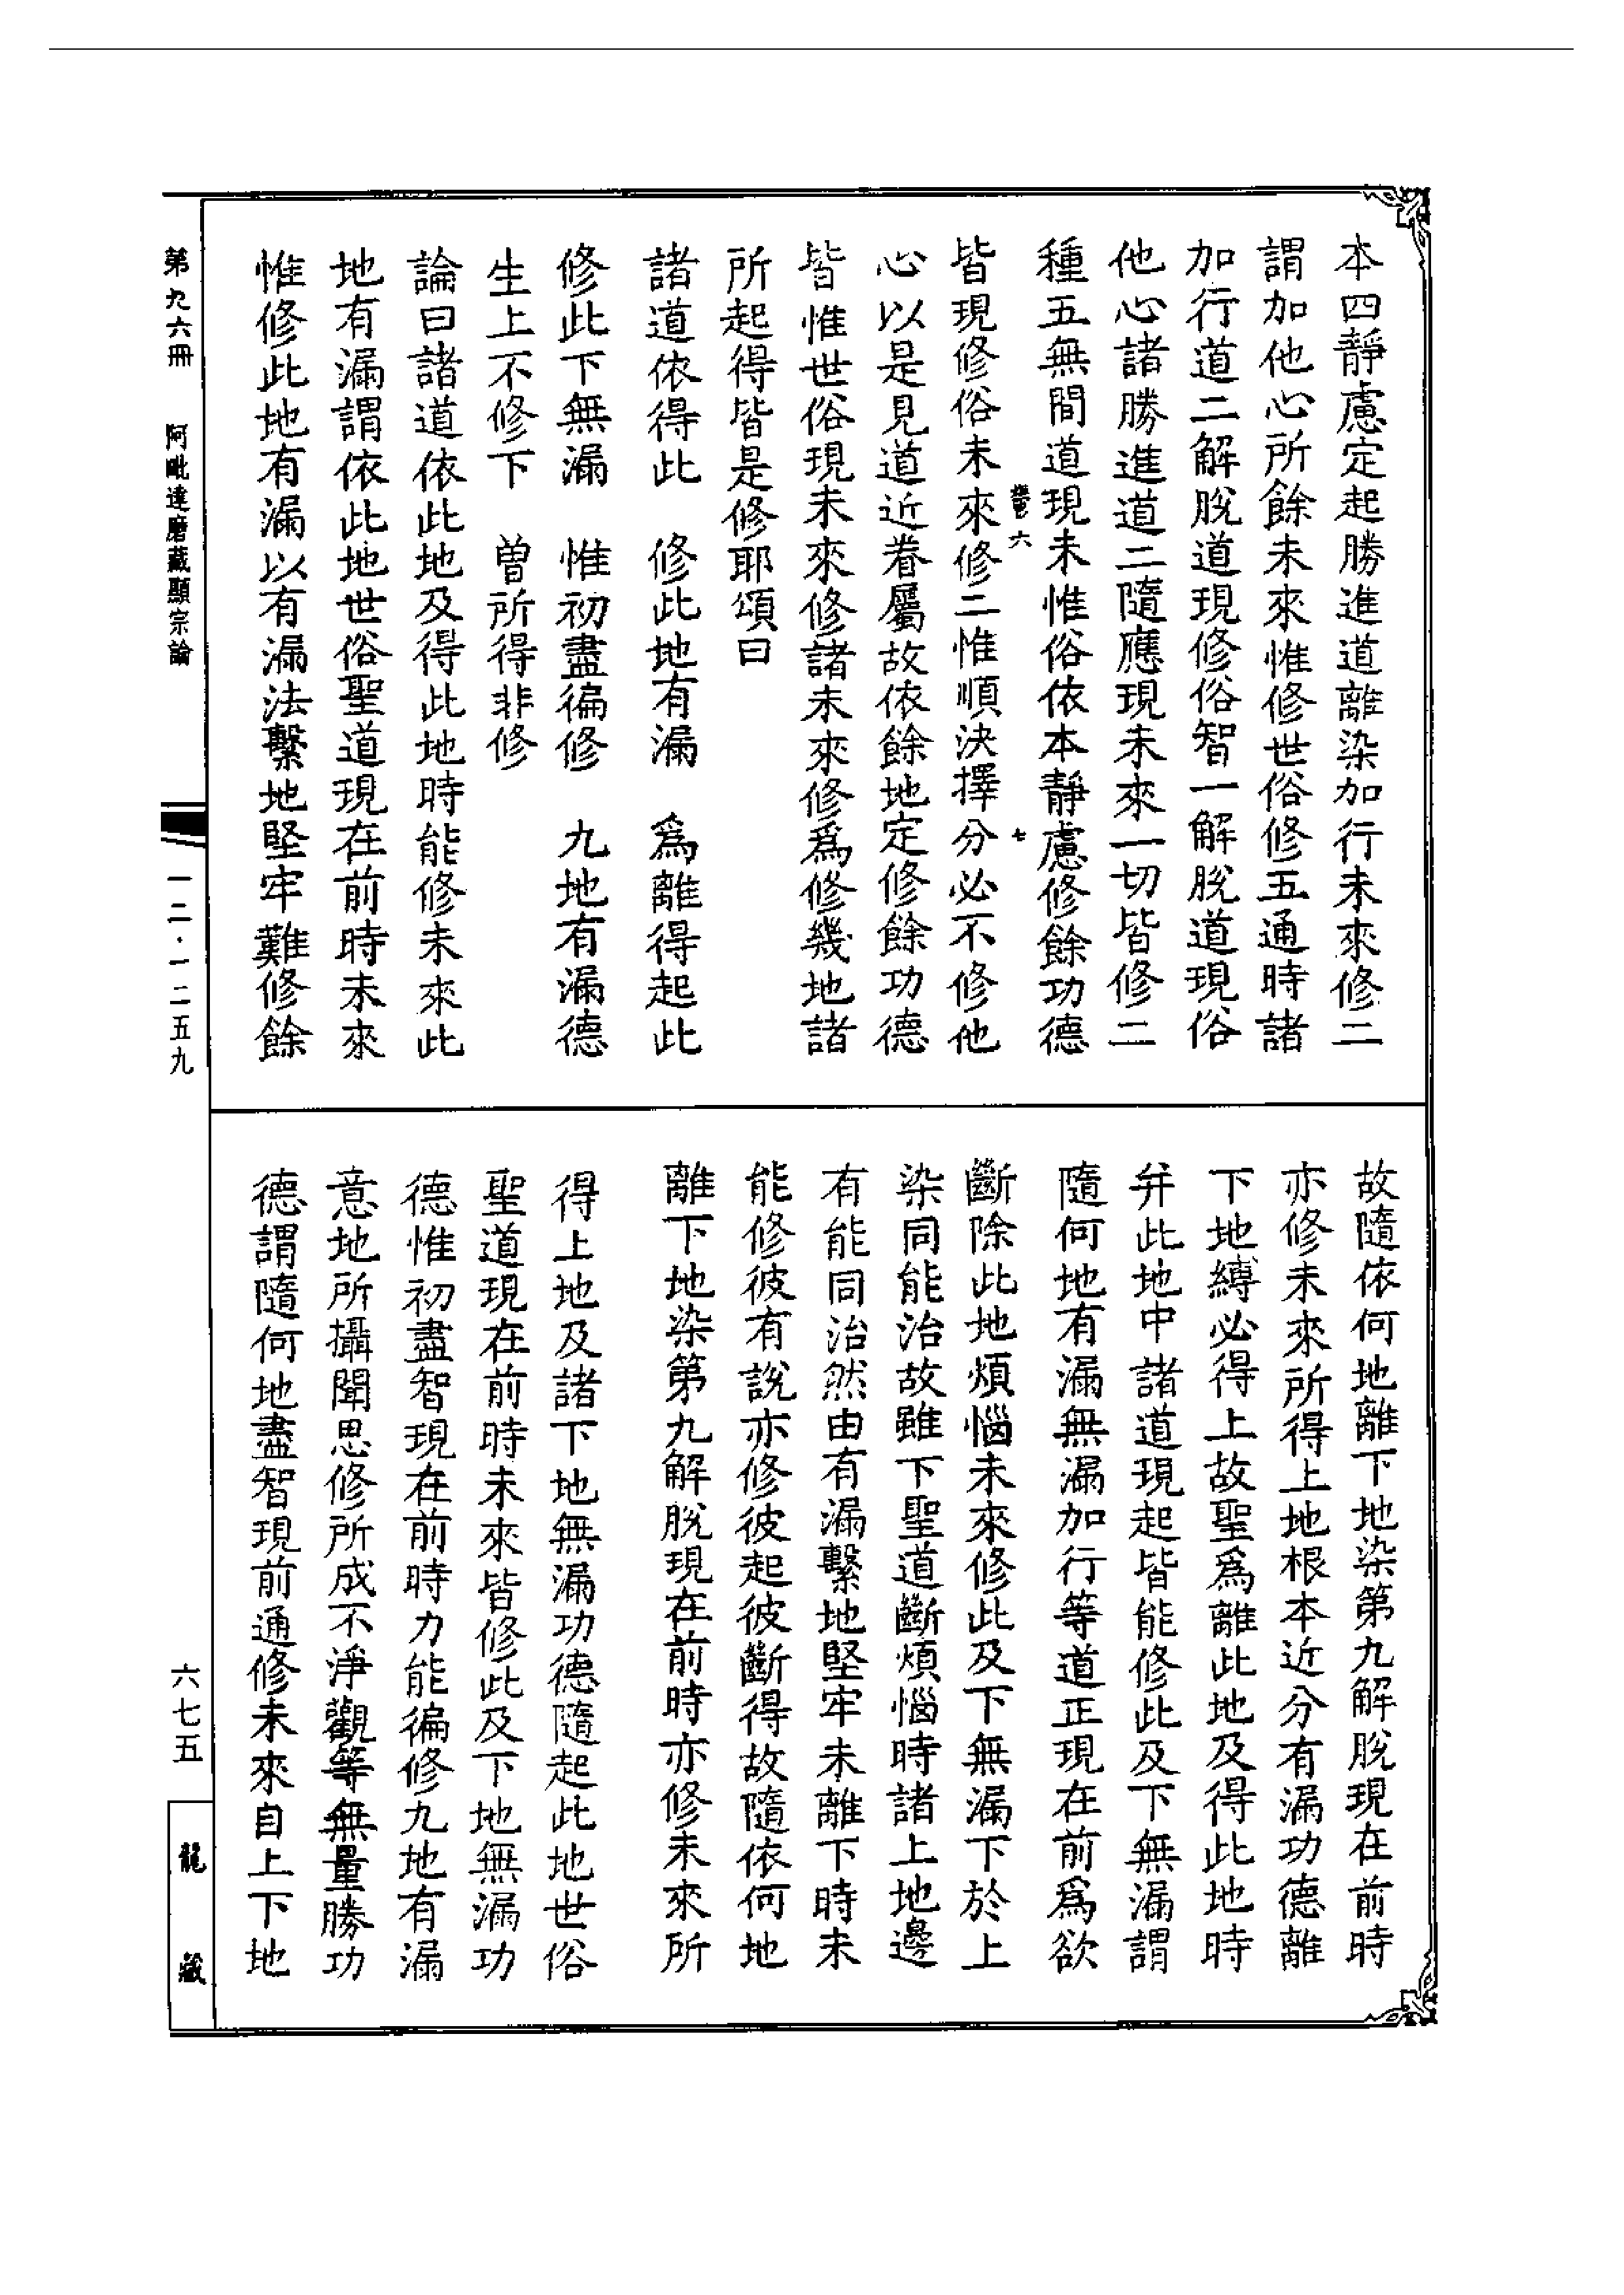 本四靜慮定起勝進道離染加行未來修二
謂加他心所餘未來惟修世俗修五通時諸
加行道二解脫道現修俗智一解脫道現俗
他心諸勝進道二隨應現未來一切皆修二
種五無間道現未惟俗依本靜慮修餘功德
六 七
皆現修俗未來修二惟順決擇分必不修他
心以是見道近眷屬故依餘地定修餘功德
皆惟世俗現未來修諸未來修爲修幾地諸
所起得皆是修耶頌曰
諸道依得此 修此地有漏 爲離得起此
修此下無漏 惟初盡徧修 九地有漏德
生上不修下 曾所得非修
論曰諸道依此地及得此地時能修未來此
地有漏謂依此地世俗聖道現在前時未來
惟修此地有漏以有漏法繫地堅牢難修餘
故隨依何地離下地染第九解脫現在前時
亦修未來所得上地根本近分有漏功德離
下地縛必得上故聖爲離此地及得此地時
幷此地中諸道現起皆能修此及下無漏謂
隨何地有漏無漏加行等道正現在前爲欲
斷除此地煩惱未來修此及下無漏下於上
染同能治故雖下聖道斷煩惱時諸上地邊
有能同治然由有漏繫地堅牢未離下時未
能修彼有說亦修彼起彼斷得故隨依何地
離下地染第九解脫現在前時亦修未來所
得上地及諸下地無漏功德隨起此地世俗
聖道現在前時未來皆修此及下地無漏功
德惟初盡智現在前時力能徧修九地有漏
意地所攝聞思修所成不淨觀等無量勝功
德謂隨何地盡智現前通修未來自上下地
第九六冊 阿毗達磨藏顯宗論
一二·一二五九
六七五
龍藏